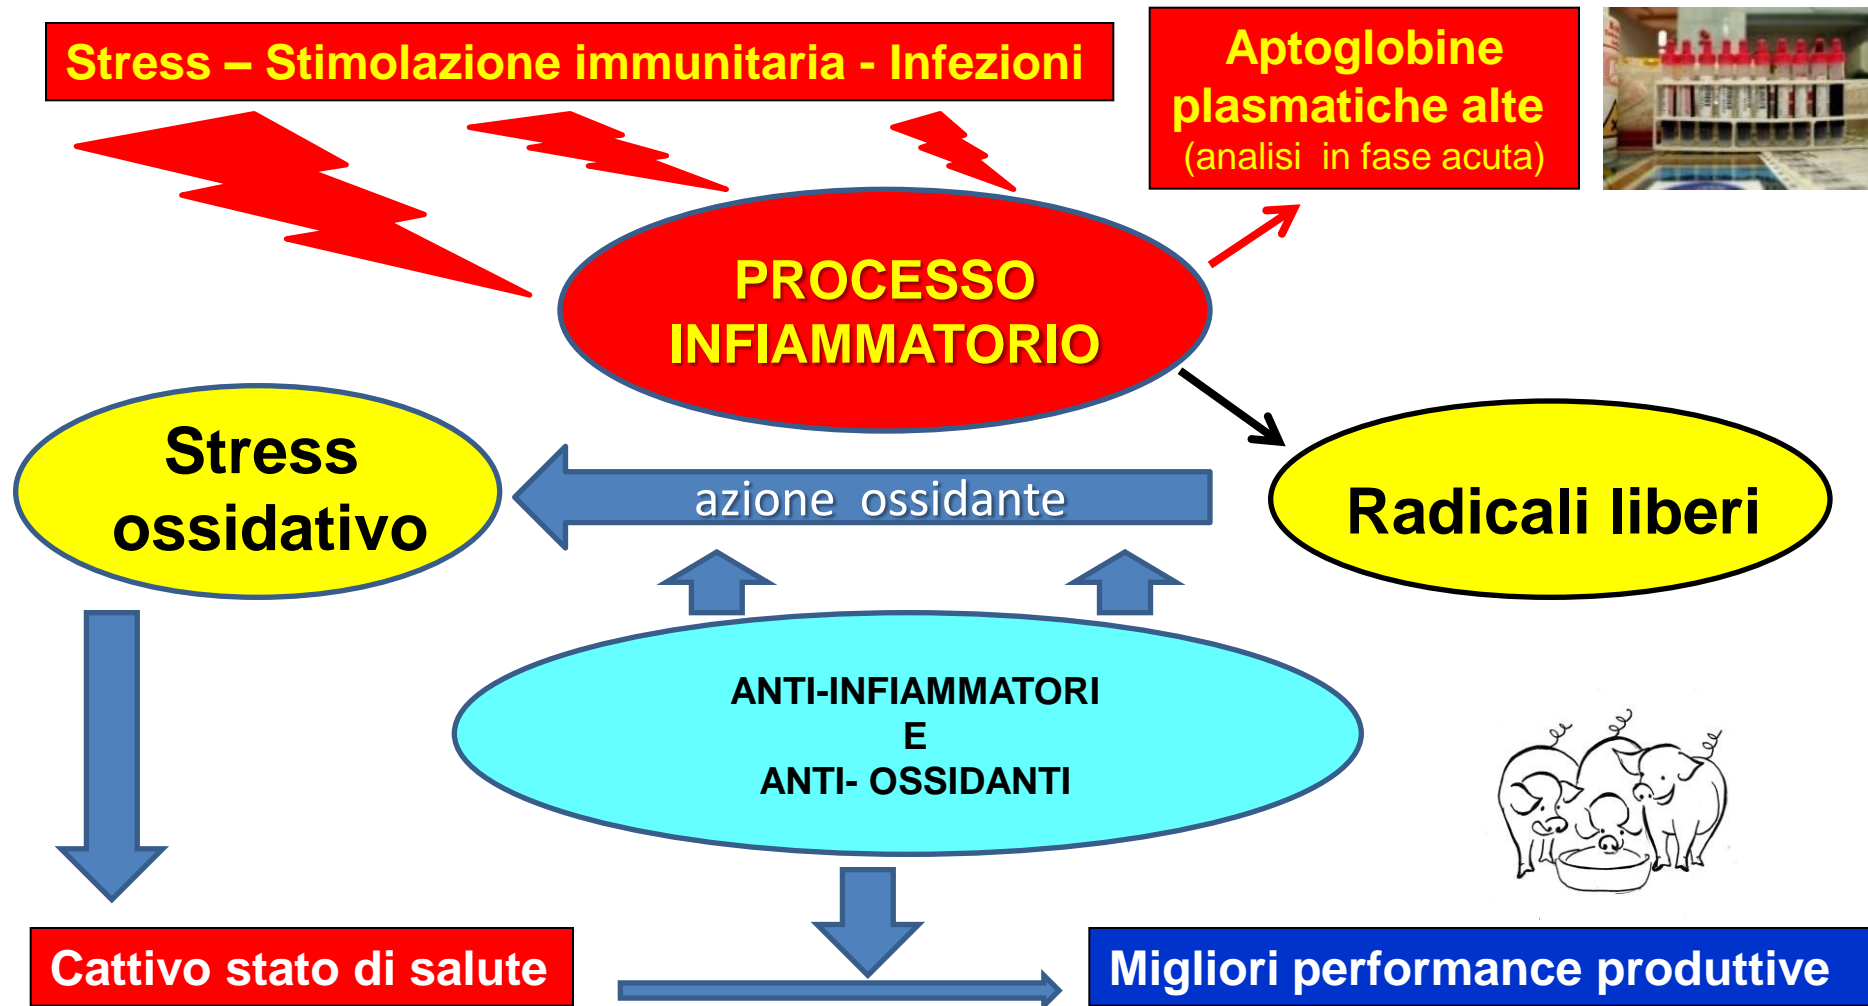 Stress – Stimolazione immunitaria - Infezioni
Aptoglobine
plasmatiche alte
(analisi in fase acuta)
PROCESSO
INFIAMMATORIO
Stress
ossidativo
azione ossidante
Radicali liberi
ANTI-INFIAMMATORI
E
ANTI- OSSIDANTI
Cattivo stato di salute
Migliori performance produttive